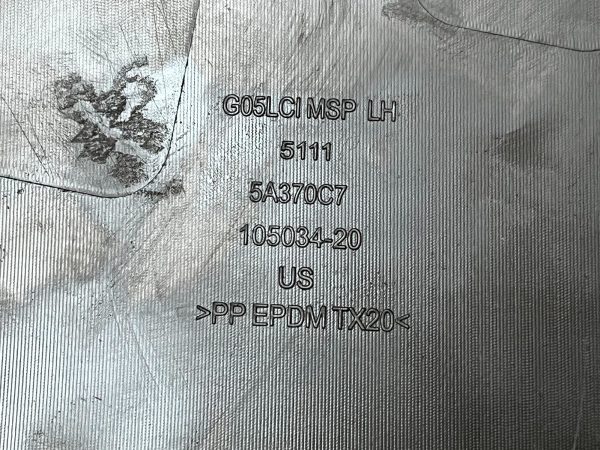 G05LCI MSP LH
5111
5A370C7
105034-20
US
>PP EPDM TX20<